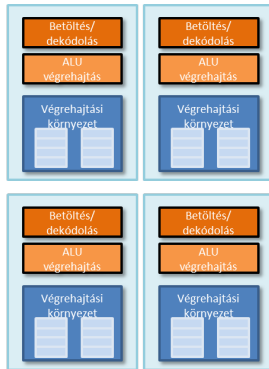 Betöltés/
dekódolás
ALU
végrehajtás
Végrehajtási
környezet
Betöltés/
dekódolás
ALU
végrehajtás
Végrehajtási
környezet
Betöltés/
dekódolás
ALU
végrehajtás
Végrehajtási
környezet
Betöltés/
dekódolás
ALU
végrehajtás
Végrehajtási
környezet